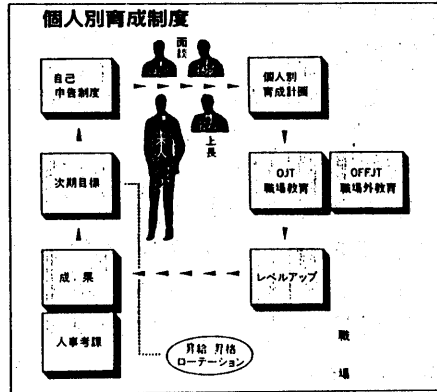 個人別育成制度
面談
自己
申告制度
個人別
育成計画
本人
上長
次期目標
OJT
職場教育
OFFJT
職場外教育
成果
レベルアップ
人事考課
昇給 昇格
ローテーション
職場